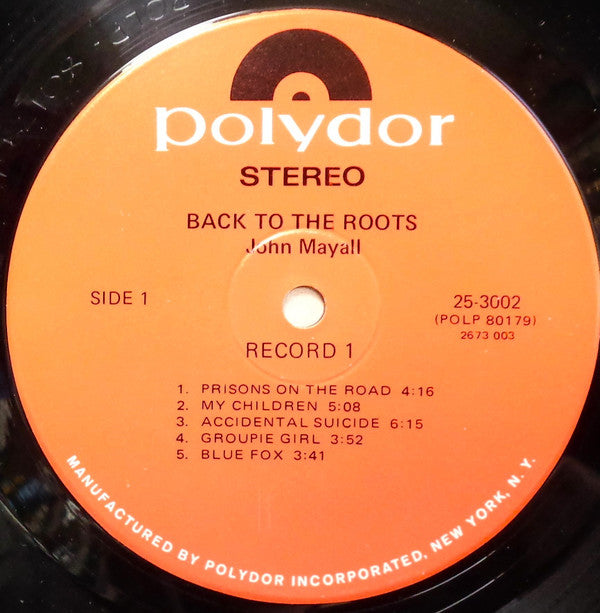 polydor
STEREO
BACK TO THE ROOTS
John Mayall
SIDE 1
25-3002
(POLP 80179)
2673 003
RECORD 1
1. PRISONS ON THE ROAD 4:16
2. MY CHILDREN 5:08
3. ACCIDENTAL SUICIDE 6:15
4. GROUPIE GIRL 3:52
5. BLUE FOX 3:41
MANUFACTURED BY POLYDOR INCORPORATED, NEW YORK, N.Y.